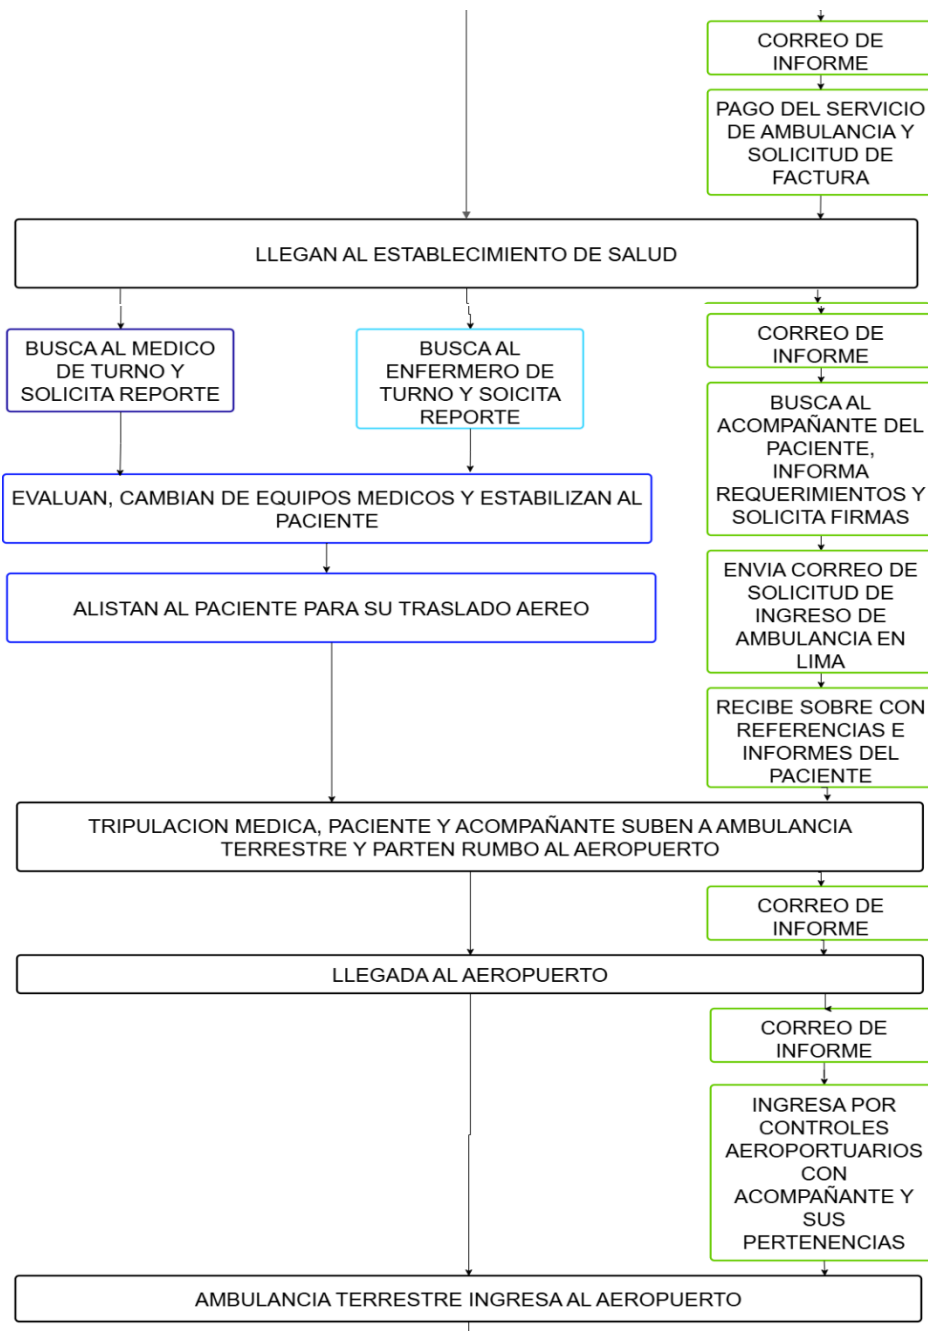 CORREO DE
INFORME
PAGO DEL SERVICIO
DE AMBULANCIA Y
SOLICITUD DE
FACTURA
LLEGAN AL ESTABLECIMIENTO DE SALUD
BUSCA AL MEDICO
DE TURNO Y
SOLICITA REPORTE
BUSCA AL
ENFERMERO DE
TURNO Y SOICITA
REPORTE
CORREO DE
INFORME
BUSCA AL
ACOMPAÑANTE DEL
PACIENTE,
INFORMA
REQUERIMIENTOS Y
SOLICITA FIRMAS
EVALUAN, CAMBIAN DE EQUIPOS MEDICOS Y ESTABILIZAN AL
PACIENTE
ENVIA CORREO DE
SOLICITUD DE
INGRESO DE
AMBULANCIA EN
LIMA
ALISTAN AL PACIENTE PARA SU TRASLADO AEREO
RECIBE SOBRE CON
REFERENCIAS E
INFORMES DEL
PACIENTE
TRIPULACION MEDICA, PACIENTE Y ACOMPAÑANTE SUBEN A AMBULANCIA
TERRESTRE Y PARTEN RUMBO AL AEROPUERTO
CORREO DE
INFORME
LLEGADA AL AEROPUERTO
CORREO DE
INFORME
INGRESA POR
CONTROLES
AEROPORTUARIOS
CON
ACOMPAÑANTE Y
SUS
PERTENENCIAS
AMBULANCIA TERRESTRE INGRESA AL AEROPUERTO